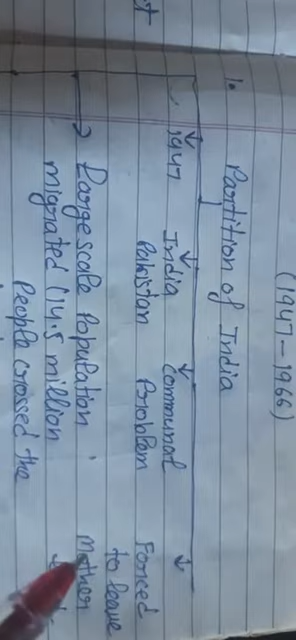 (1947-1966)
1. Partition of India
1947 India Communal Forced
Pakistan Problem to leave
Large scale Population mother
migrated (14.5 million
People crossed the